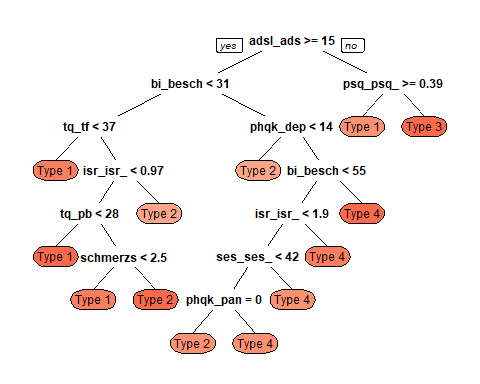 yes adsl_ads >= 15 no
bi_besch < 31 psq_psq_ >= 0.39
tq_tf < 37 phqk_dep < 14 Type 1 Type 3
Type 1 isr_isr_ < 0.97 Type 2 bi_besch < 55
tq_pb < 28 Type 2 isr_isr_ < 1.9 Type 4
Type 1 schmerzs < 2.5 ses_ses_ < 42 Type 4
Type 1 Type 2 phqk_pan = 0 Type 4
Type 2 Type 4